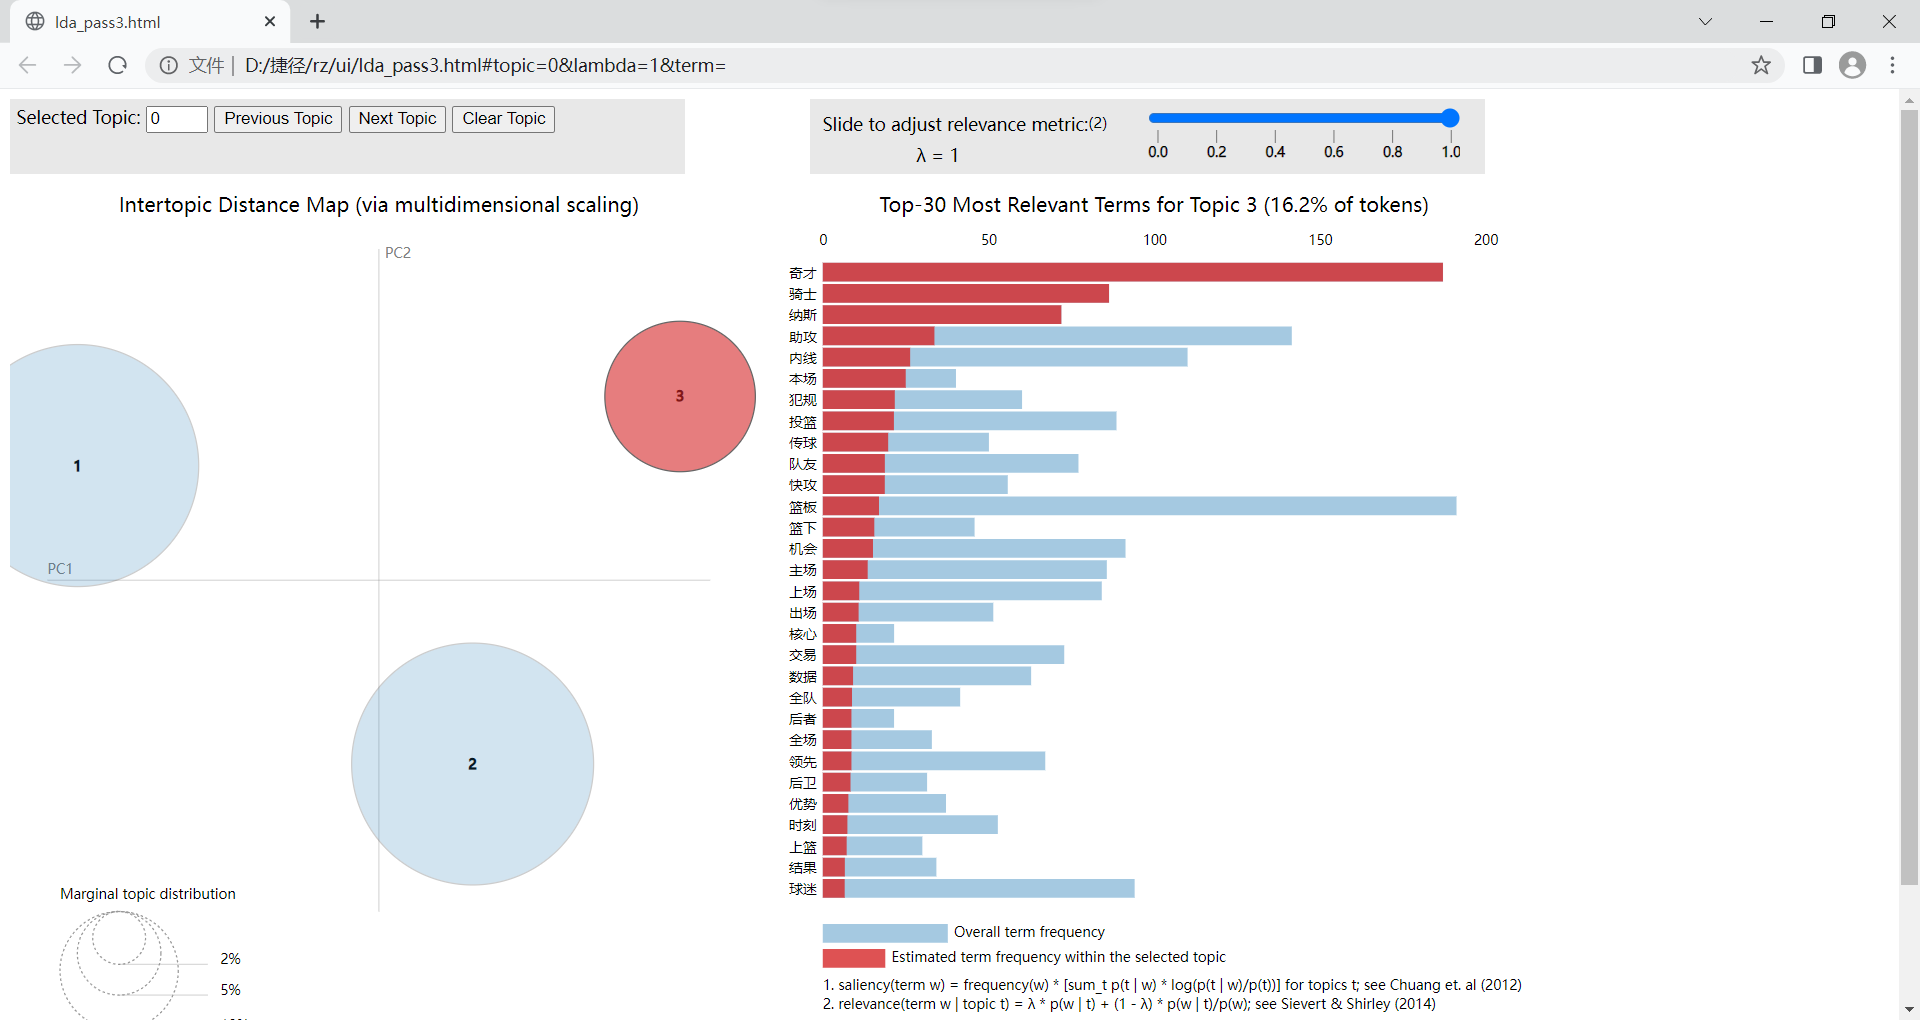 lda_pass3.html
文件 | D:/捷径/rz/ui/lda_pass3.html#topic=0&lambda=1&term=
Selected Topic: 0 Previous Topic Next Topic Clear Topic
Slide to adjust relevance metric:(2)
λ = 1
0.0 0.2 0.4 0.6 0.8 1.0
Intertopic Distance Map (via multidimensional scaling)
PC2
PC1
1
2
3
Marginal topic distribution
2%
5%
Top-30 Most Relevant Terms for Topic 3 (16.2% of tokens)
0 50 100 150 200
奇才
骑士
纳斯
助攻
内线
本场
犯规
投篮
传球
队友
快攻
篮板
篮下
机会
主场
上场
出场
核心
交易
数据
全队
后者
全场
领先
后卫
优势
时刻
上篮
结果
球迷
Overall term frequency
Estimated term frequency within the selected topic
1. saliency(term w) = frequency(w) * [sum_t p(t | w) * log(p(t | w)/p(t))] for topics t; see Chuang et. al (2012)
2. relevance(term w | topic t) = λ * p(w | t) + (1 - λ) * p(w | t)/p(w); see Sievert & Shirley (2014)